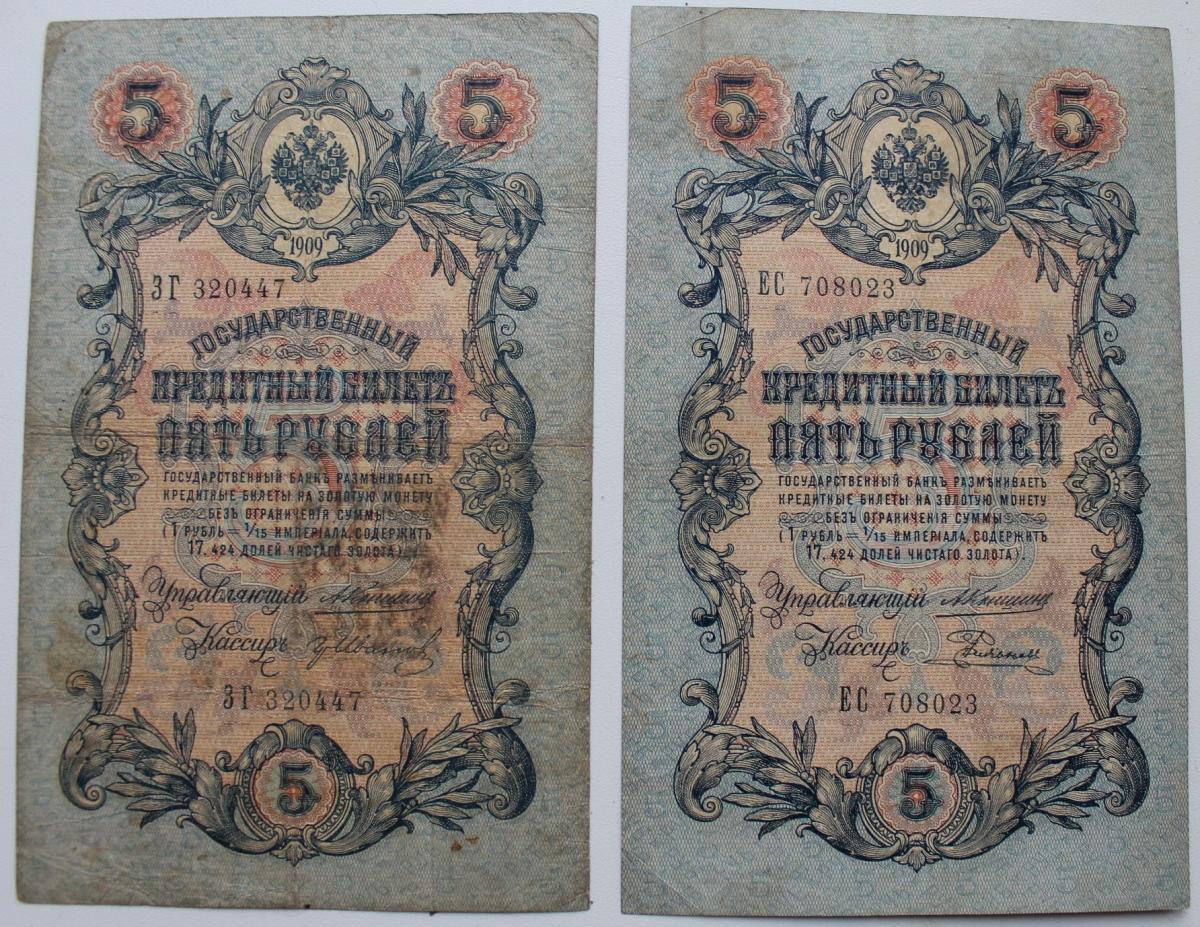 5 5
1909
ЗГ 320447
ГОСУДАРСТВЕННЫЙ
КРЕДИТНЫЙ БИЛЕТЪ
ПЯТЬ РУБЛЕЙ
ГОСУДАРСТВЕННЫЙ БАНКЪ РАЗМѢНИВАЕТЪ
КРЕДИТНЫЕ БИЛЕТЫ НА ЗОЛОТУЮ МОНЕТУ
БЕЗЪ ОГРАНИЧЕНІЯ СУММЫ
(1 РУБЛЬ = 1/15 ИМПЕРІАЛА, СОДЕРЖИТЪ
17,424 ДОЛЕЙ ЧИСТАГО ЗОЛОТА).
Управляющій
Кассиръ
ЗГ 320447
5
5 5
1909
ЕС 708023
ГОСУДАРСТВЕННЫЙ
КРЕДИТНЫЙ БИЛЕТЪ
ПЯТЬ РУБЛЕЙ
ГОСУДАРСТВЕННЫЙ БАНКЪ РАЗМѢНИВАЕТЪ
КРЕДИТНЫЕ БИЛЕТЫ НА ЗОЛОТУЮ МОНЕТУ
БЕЗЪ ОГРАНИЧЕНІЯ СУММЫ
(1 РУБЛЬ = 1/15 ИМПЕРІАЛА, СОДЕРЖИТЪ
17,424 ДОЛЕЙ ЧИСТАГО ЗОЛОТА).
Управляющій
Кассиръ
ЕС 708023
5